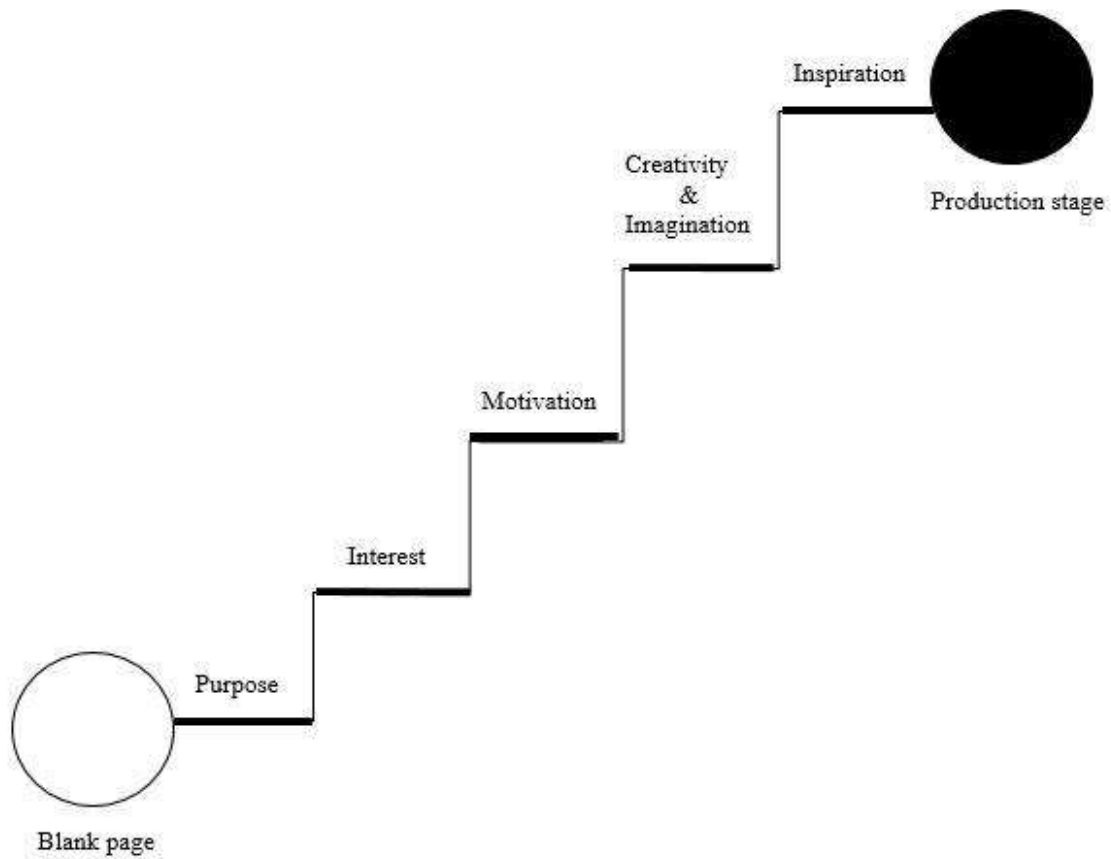 Inspiration
Production stage
Creativity
&
Imagination
Motivation
Interest
Purpose
Blank page